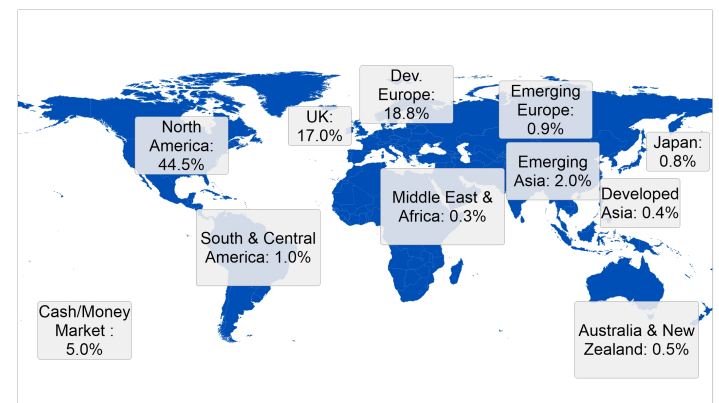 Dev.
Europe:
18.8%
Emerging
Europe:
0.9%
UK:
17.0%
North
America:
44.5%
Japan:
0.8%
Emerging
Asia: 2.0%
Middle East &
Africa: 0.3%
Developed
Asia: 0.4%
South & Central
America: 1.0%
Cash/Money
Market :
5.0%
Australia & New
Zealand: 0.5%